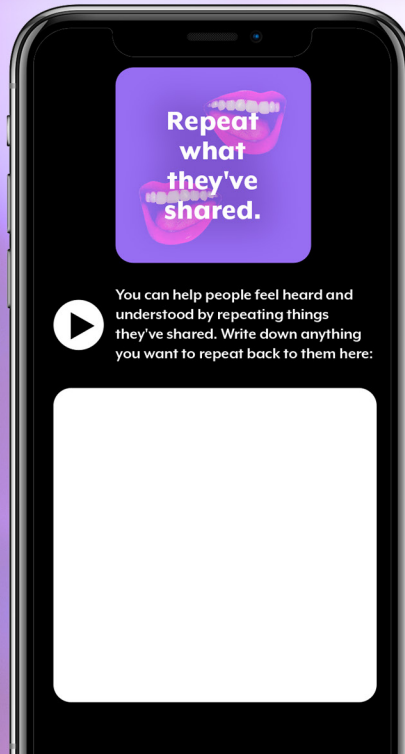 Repeat
what
they've
shared.
You can help people feel heard and
understood by repeating things
they've shared. Write down anything
you want to repeat back to them here: